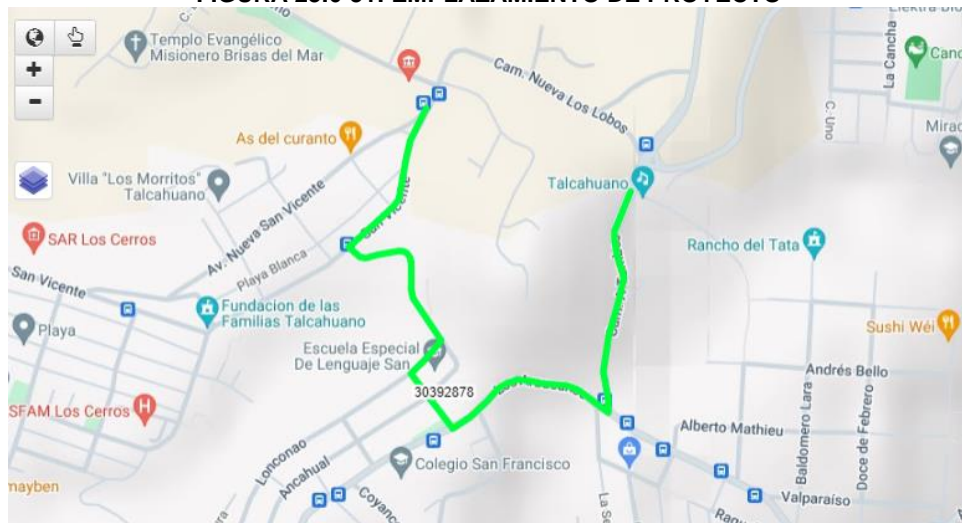 Templo Evangélico
Misionero Brisas del Mar
Cam. Nueva Los Lobos
La Cancha
C. Uno
As del curanto
Villa "Los Morritos"
Talcahuano
Talcahuano
SAR Los Cerros
Av. Nueva San Vicente
San Vicente
Playa Blanca
Rancho del Tata
San Vicente
Fundacion de las
Familias Talcahuano
Playa
Sushi Wéi
Escuela Especial
De Lenguaje San
30392878
Andrés Bello
SFAM Los Cerros
Alberto Mathieu
Baldomero Lara
Doce de Febrero
Lonconao
Ancahual
Colegio San Francisco
Valparaíso